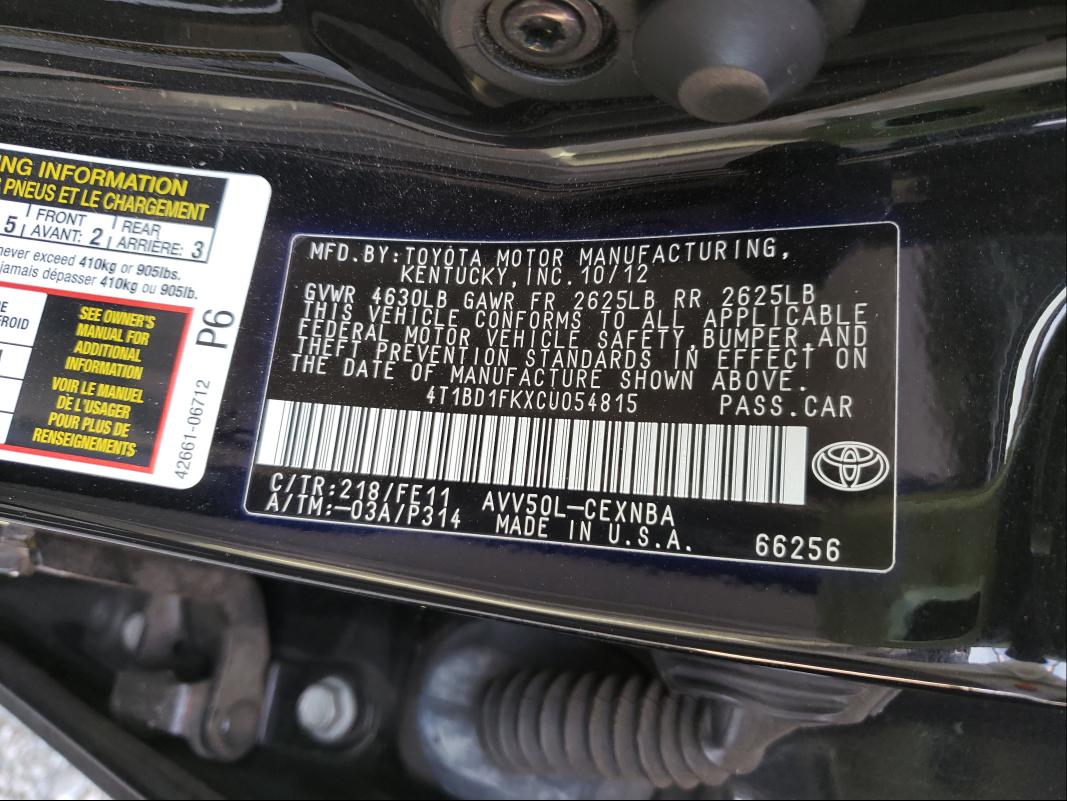 NG INFORMATION
PNEUS ET LE CHARGEMENT
5 FRONT AVANT: 2 REAR ARRIÈRE: 3
never exceed 410kg or 905lbs.
jamais dépasser 410kg ou 905lb.
SEE OWNER'S
MANUAL FOR
ADDITIONAL
INFORMATION
VOIR LE MANUEL
DE L'USAGER
POUR PLUS DE
RENSEIGNEMENTS
P6
42661-06712
MFD.BY:TOYOTA MOTOR MANUFACTURING,
KENTUCKY, INC. 10/12
GVWR 4630LB GAWR FR 2625LB RR 2625LB
THIS VEHICLE CONFORMS TO ALL APPLICABLE
FEDERAL MOTOR VEHICLE SAFETY,BUMPER,AND
THEFT PREVENTION STANDARDS IN EFFECT ON
THE DATE OF MANUFACTURE SHOWN ABOVE.
4T1BD1FKXCU054815 PASS.CAR
C/TR:218/FE11 AVV50L-CEXNBA
A/TM:-03A/P314 MADE IN U.S.A. 66256